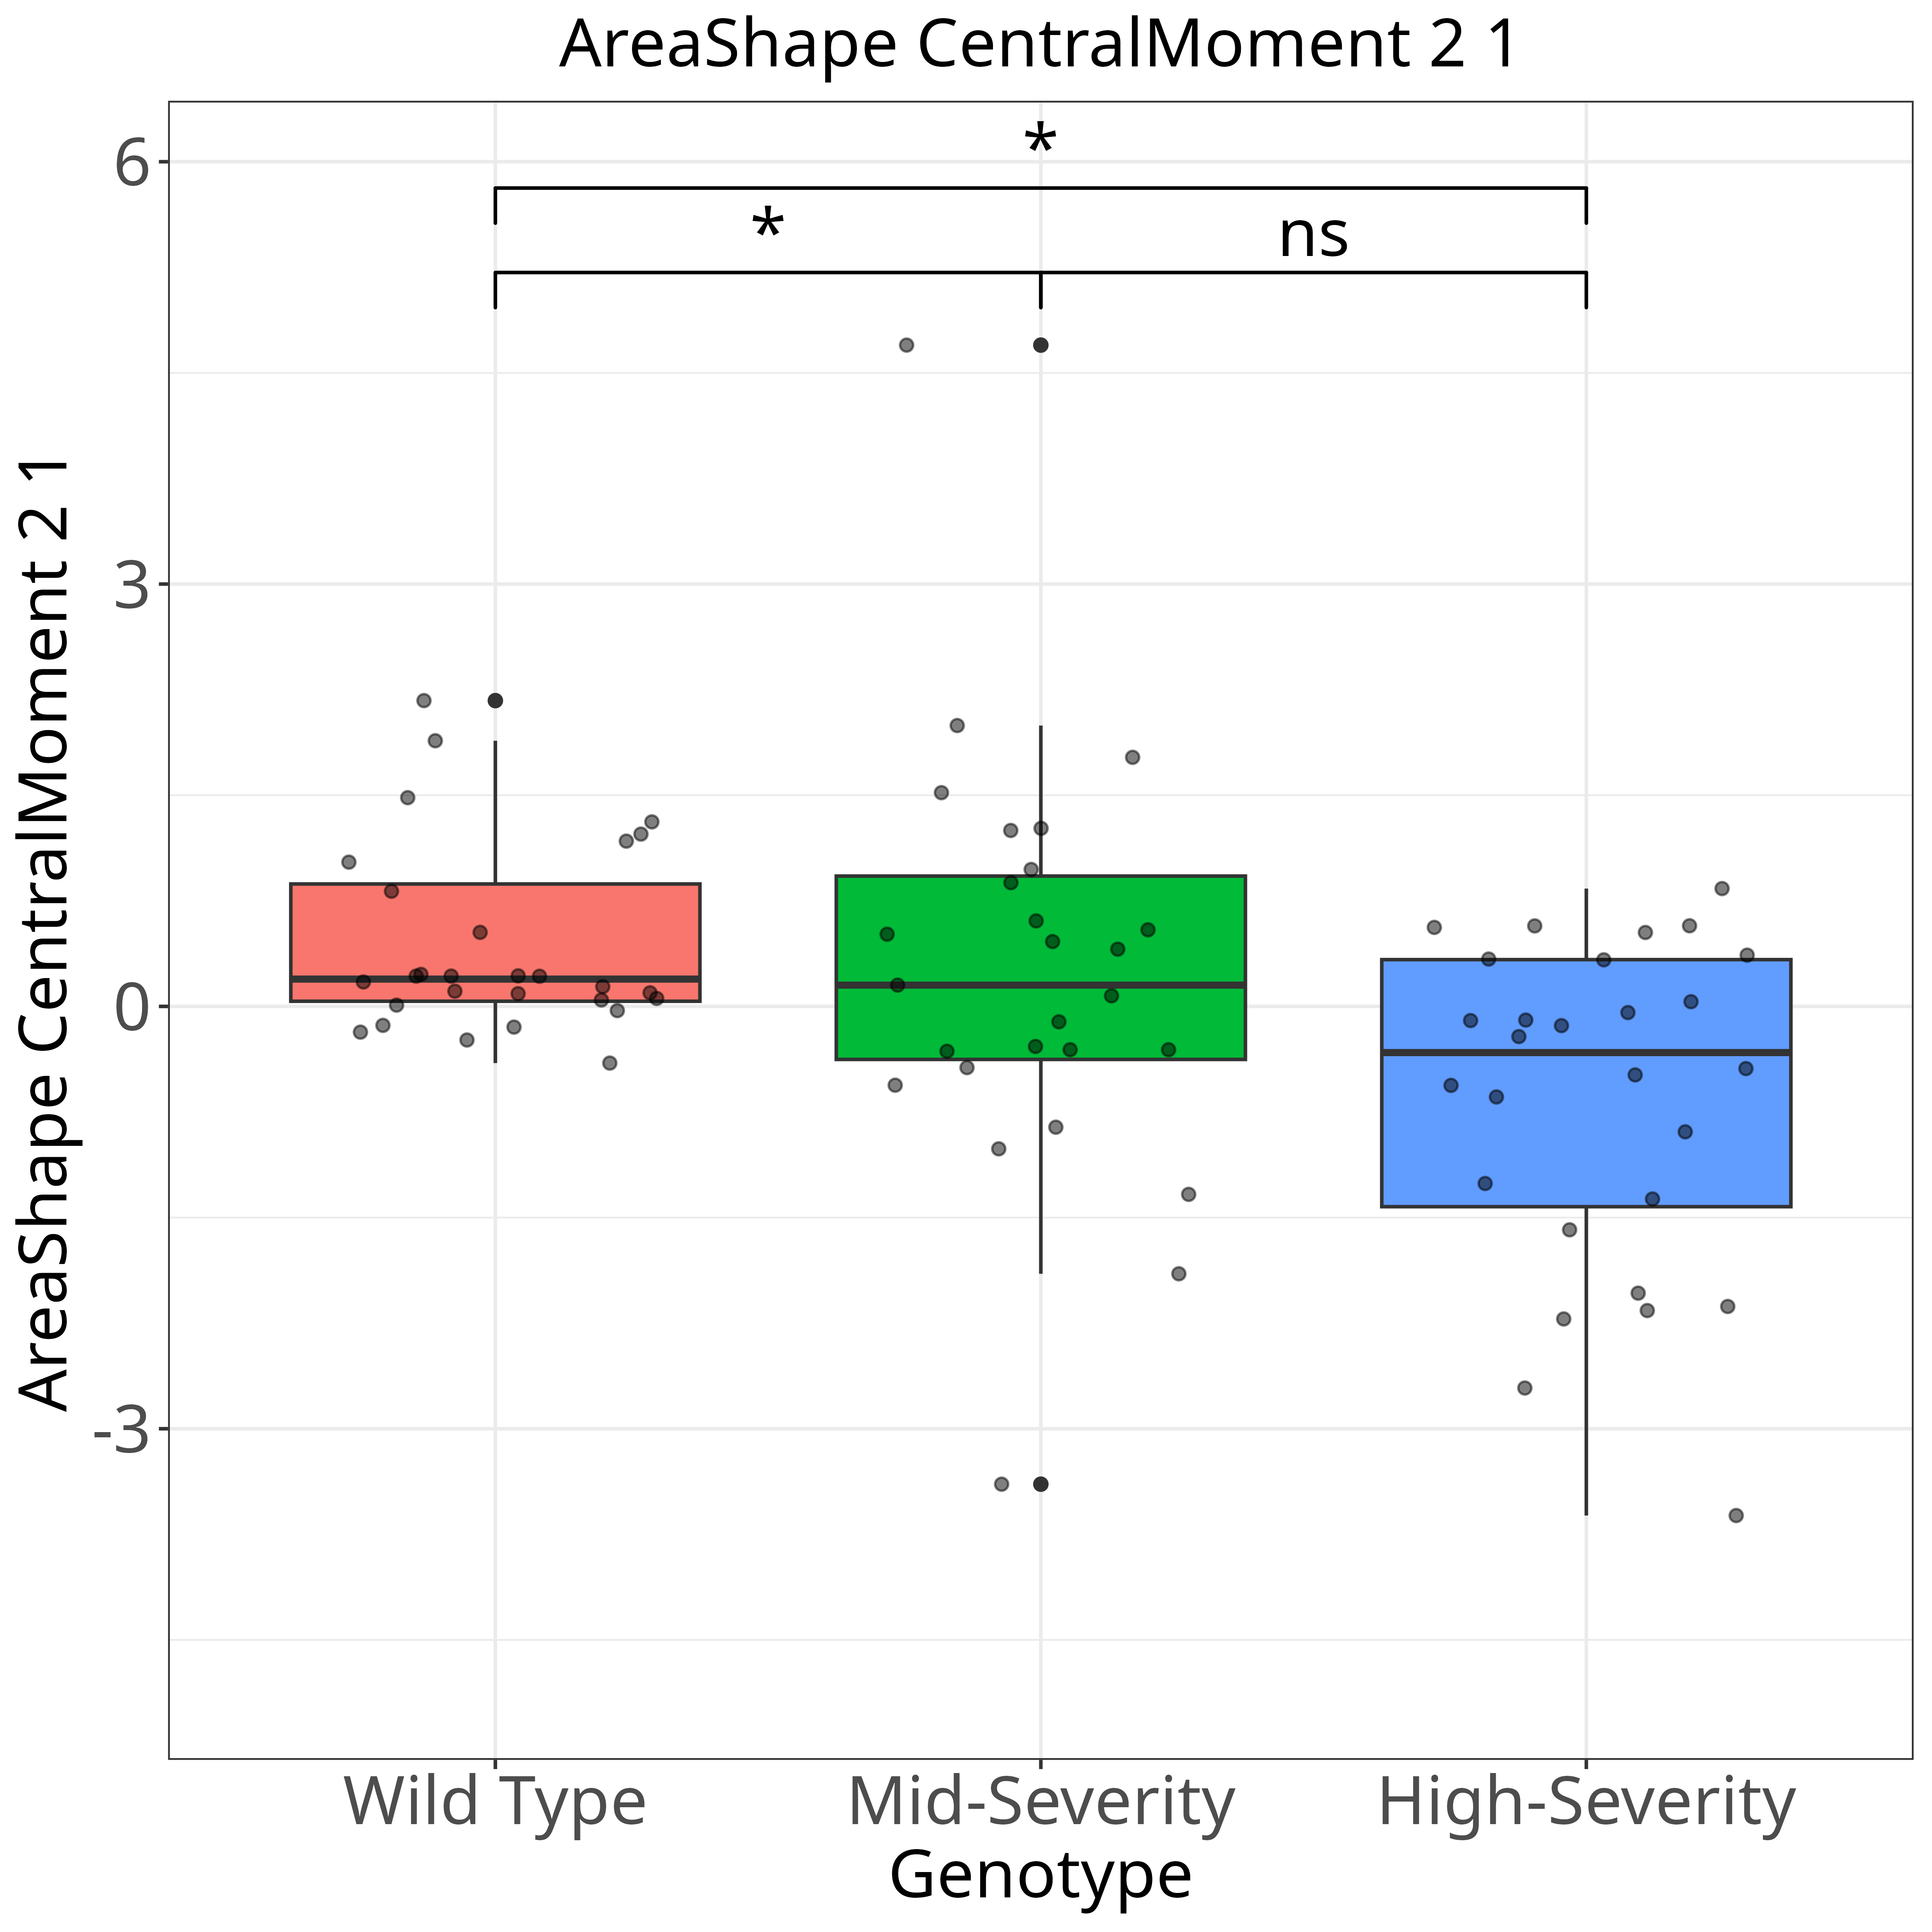 AreaShape CentralMoment 2 1
AreaShape CentralMoment 2 1
6
3
0
-3
*
*
ns
Wild Type
Mid-Severity
High-Severity
Genotype